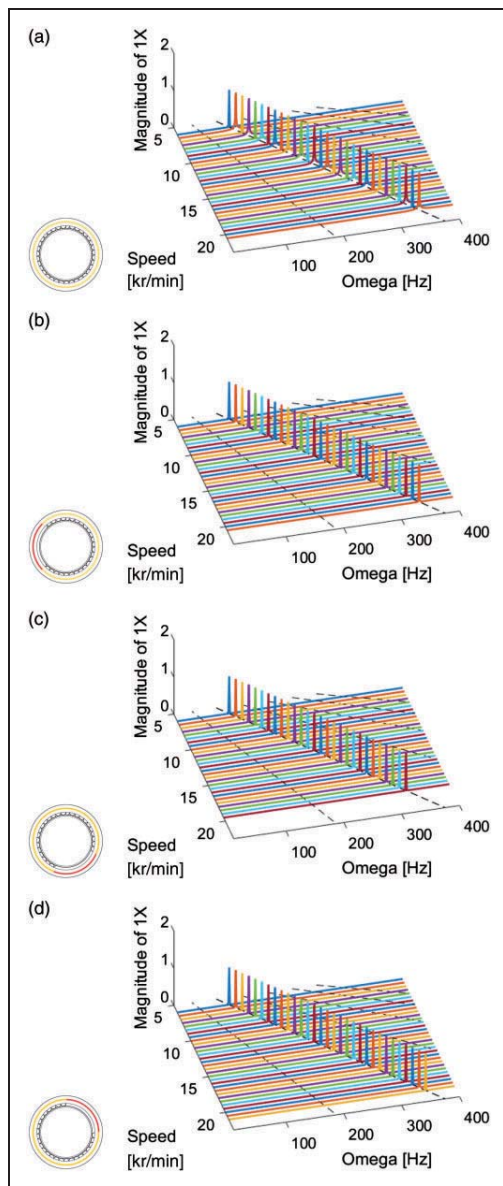 (a)
Magnitude of 1X
2
1
0
5
10
15
20
Speed
[kr/min]
100
200
300
400
Omega [Hz]
(b)
Magnitude of 1X
2
1
0
5
10
15
20
Speed
[kr/min]
100
200
300
400
Omega [Hz]
(c)
Magnitude of 1X
2
1
0
5
10
15
20
Speed
[kr/min]
100
200
300
400
Omega [Hz]
(d)
Magnitude of 1X
2
1
0
5
10
15
20
Speed
[kr/min]
100
200
300
400
Omega [Hz]